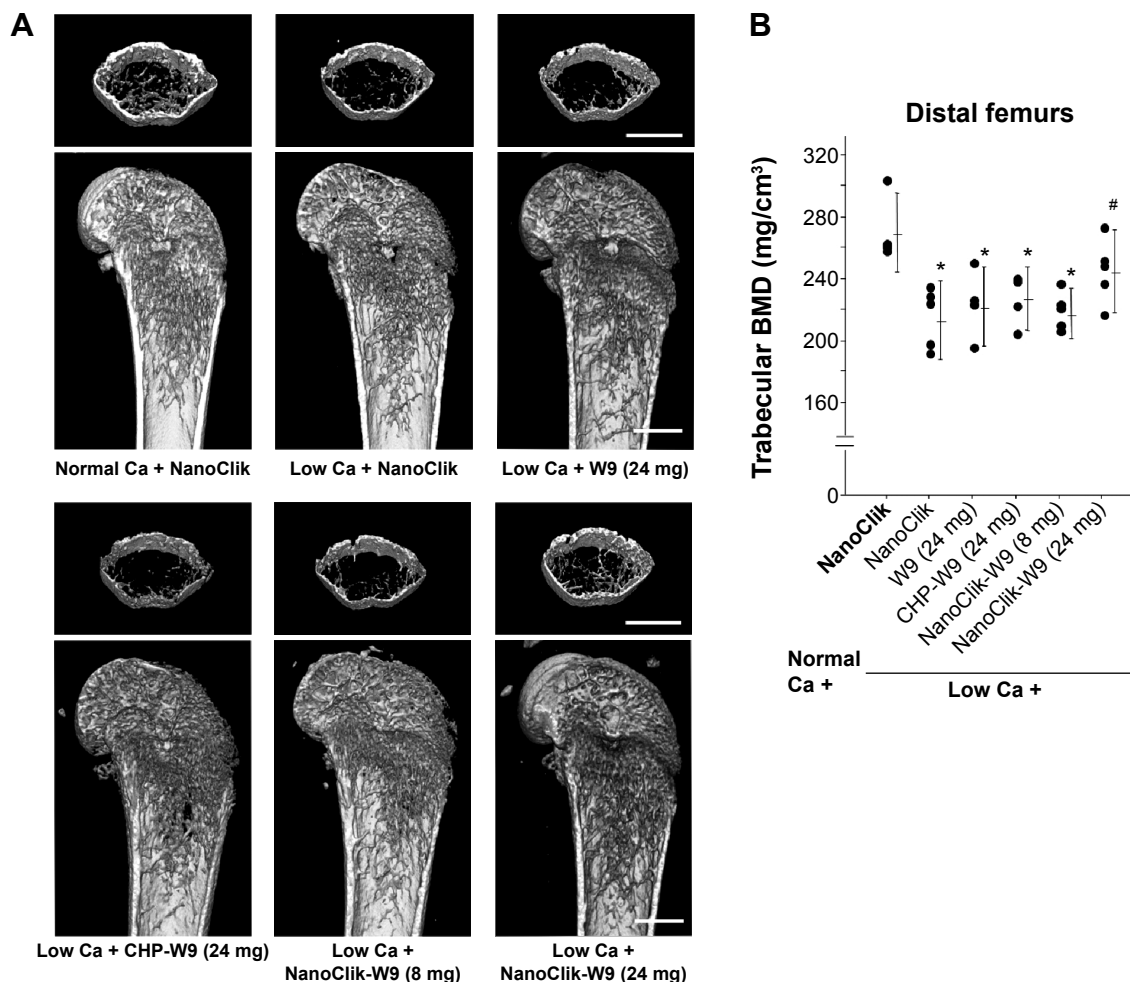 A
Normal Ca + NanoClik
Low Ca + NanoClik
Low Ca + W9 (24 mg)
Low Ca + CHP-W9 (24 mg)
Low Ca +
NanoClik-W9 (8 mg)
Low Ca +
NanoClik-W9 (24 mg)
B
Distal femurs
Trabecular BMD (mg/cm³)
320
280
240
200
160
0
*
*
*
*
#
NanoClik
NanoClik
W9 (24 mg)
CHP-W9 (24 mg)
NanoClik-W9 (8 mg)
NanoClik-W9 (24 mg)
Normal
Ca +
Low Ca +